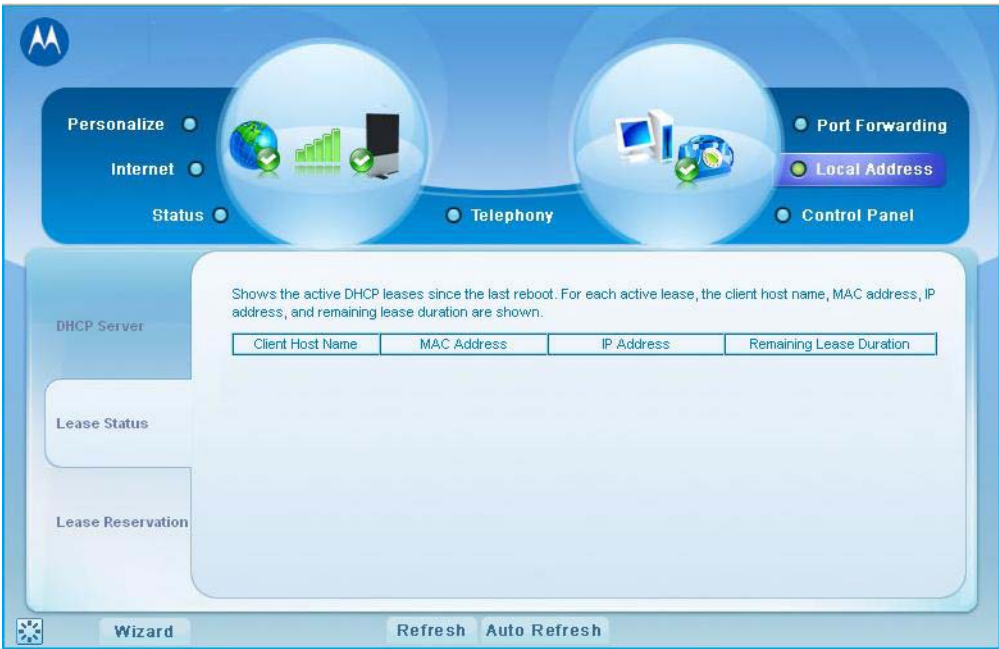 Personalize
Internet
Status
Telephony
Port Forwarding
Local Address
Control Panel
DHCP Server
Lease Status
Lease Reservation
Shows the active DHCP leases since the last reboot. For each active lease, the client host name, MAC address, IP
address, and remaining lease duration are shown.
Client Host Name MAC Address IP Address Remaining Lease Duration
Wizard Refresh Auto Refresh